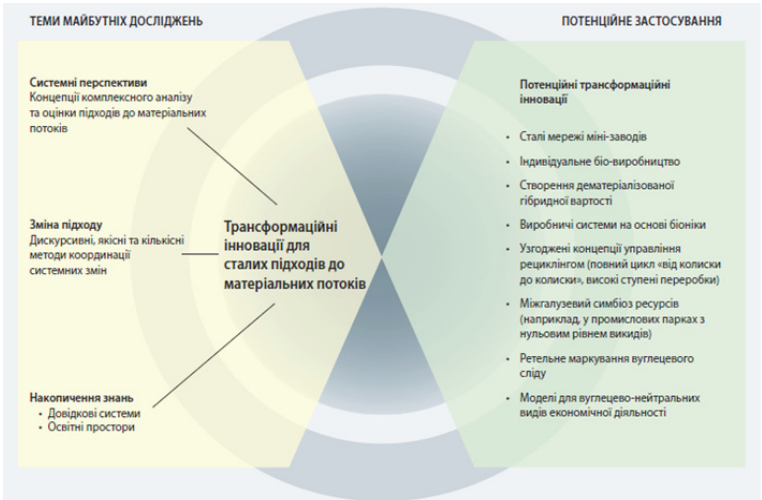 ТЕМИ МАЙБУТНІХ ДОСЛІДЖЕНЬ
Системні перспективи
Концепції комплексного аналізу
та оцінки підходів до матеріальних
потоків
Зміна підходу
Дискурсивні, якісні та кількісні
методи координації
системних змін
Накопичення знань
• Довідкові системи
• Освітні простори
Трансформаційні
інновації для
сталих підходів до
матеріальних потоків
ПОТЕНЦІЙНЕ ЗАСТОСУВАННЯ
Потенційні трансформаційні
інновації
• Сталі мережі міні-заводів
• Індивідуальне біо-виробництво
• Створення дематеріалізованої
гібридної вартості
• Виробничі системи на основі біоніки
• Узгоджені концепції управління
рециклінгом (повний цикл «від колиски
до колиски», високі ступені переробки)
• Міжгалузевий симбіоз ресурсів
(наприклад, у промислових парках з
нульовим рівнем викидів)
• Ретельне маркування вуглецевого
сліду
• Моделі для вуглецево-нейтральних
видів економічної діяльності